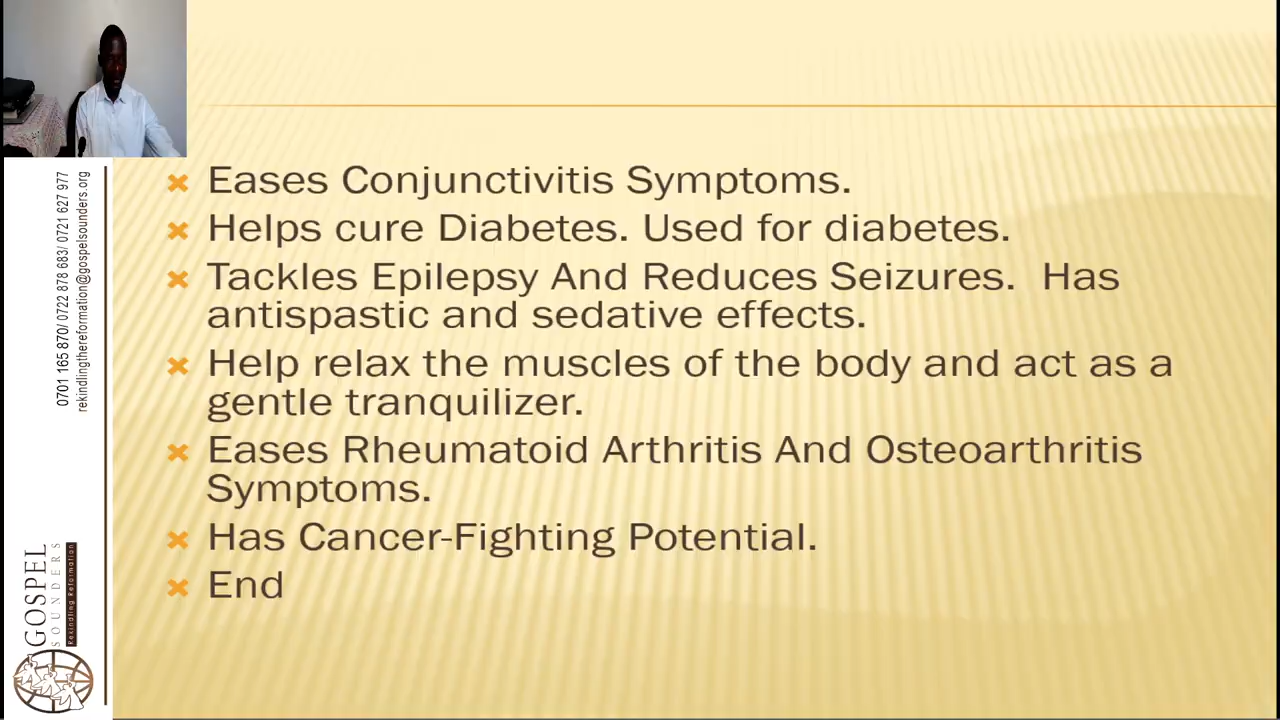 Eases Conjunctivitis Symptoms.
Helps cure Diabetes. Used for diabetes.
Tackles Epilepsy And Reduces Seizures.  Has
antispastic and sedative effects.
Help relax the muscles of the body and act as a
gentle tranquilizer.
Eases Rheumatoid Arthritis And Osteoarthritis
Symptoms.
Has Cancer-Fighting Potential.
End
0701 165 870/ 0722 878 683/ 0721 627 977
rekindlingthereformation@gospelsounders.org
GOSPEL
SOUNDERS
Rekindling Reformation